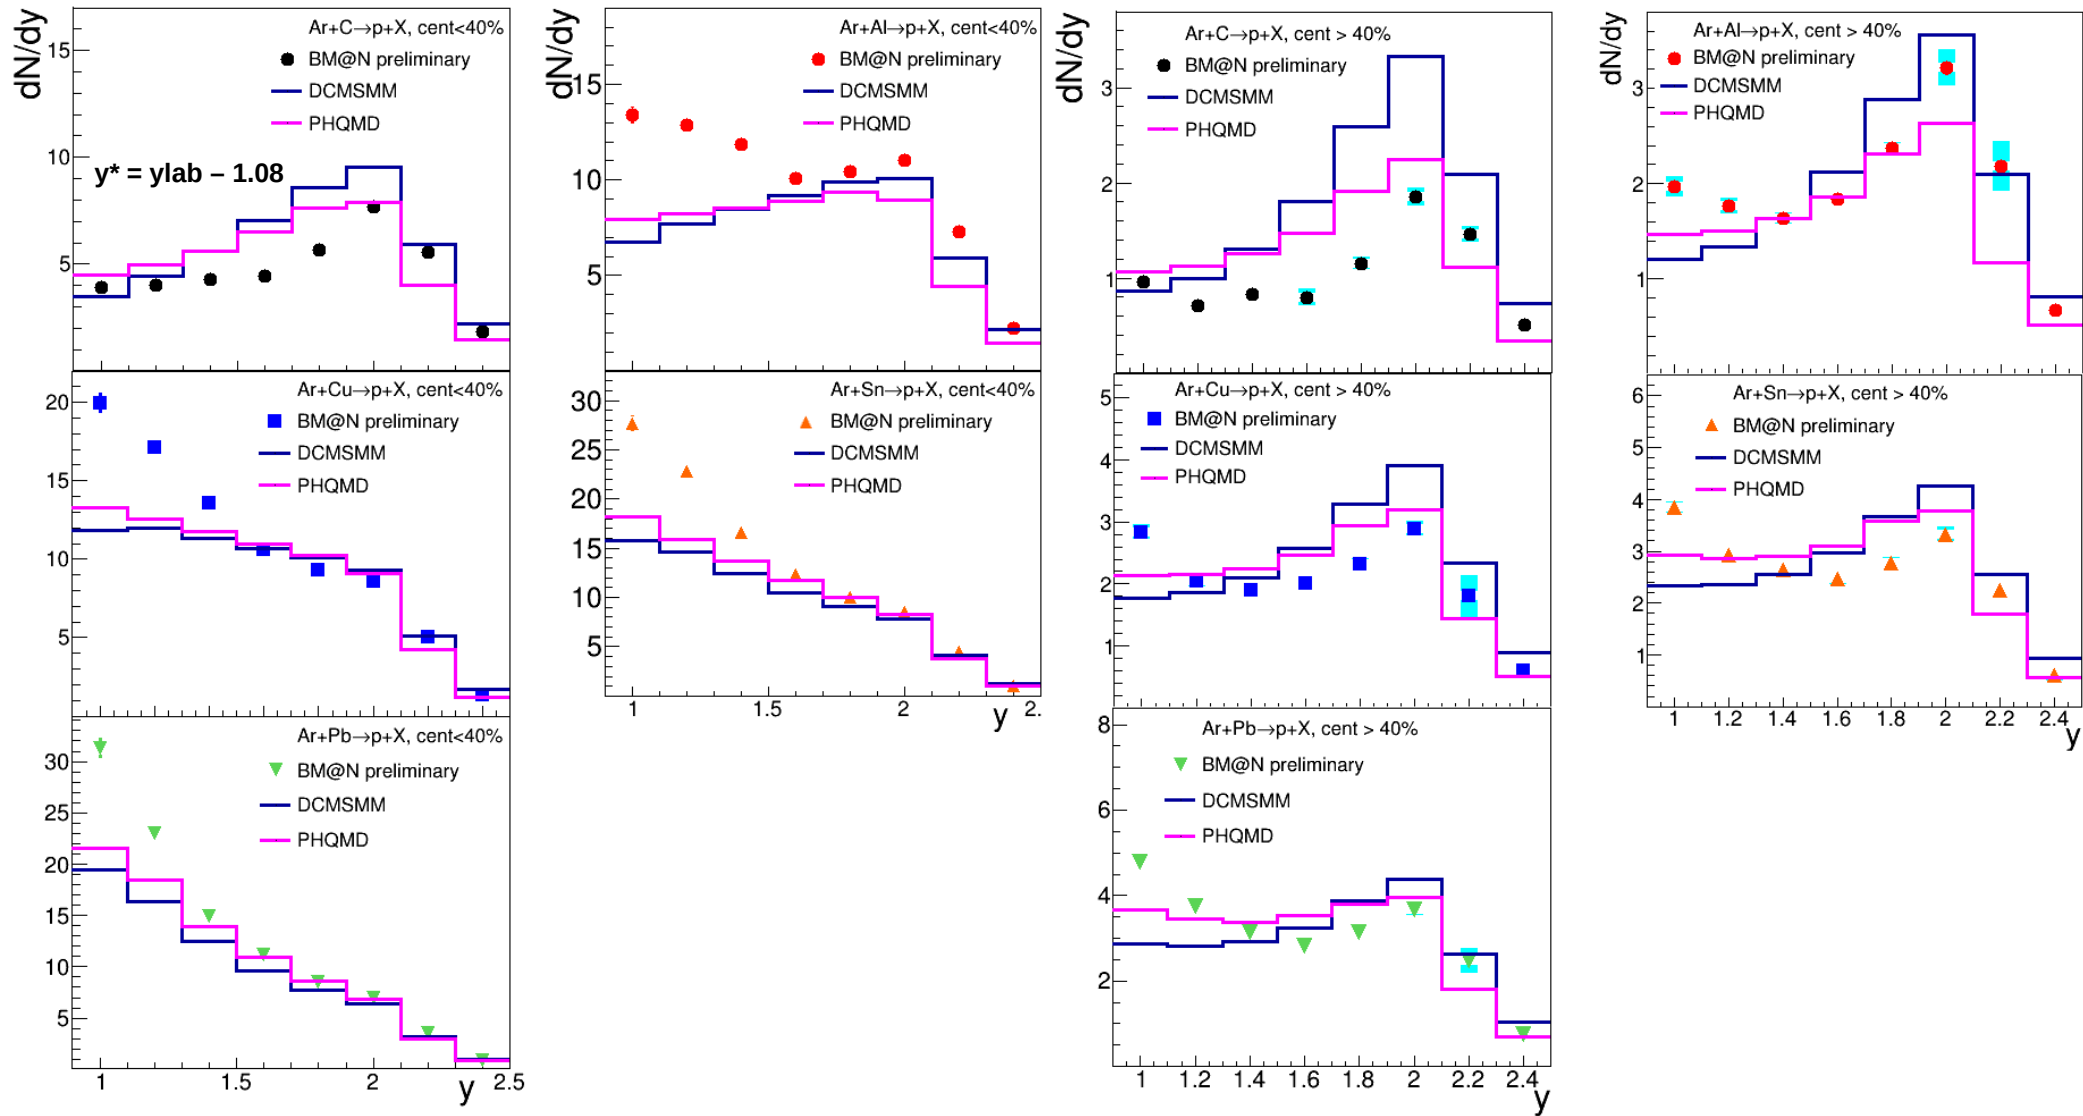 dN/dy
Ar+C→p+X, cent<40%
BM@N preliminary
DCMSMM
PHQMD
y* = ylab – 1.08
15
10
5
dN/dy
Ar+Al→p+X, cent<40%
BM@N preliminary
DCMSMM
PHQMD
15
10
5
dN/dy
Ar+C→p+X, cent > 40%
BM@N preliminary
DCMSMM
PHQMD
3
2
1
dN/dy
Ar+Al→p+X, cent > 40%
BM@N preliminary
DCMSMM
PHQMD
3
2
1
Ar+Cu→p+X, cent<40%
BM@N preliminary
DCMSMM
PHQMD
20
15
10
5
Ar+Sn→p+X, cent<40%
BM@N preliminary
DCMSMM
PHQMD
30
25
20
15
10
5
1 1.5 2 2.
y
Ar+Cu→p+X, cent > 40%
BM@N preliminary
DCMSMM
PHQMD
5
4
3
2
1
Ar+Sn→p+X, cent > 40%
BM@N preliminary
DCMSMM
PHQMD
6
5
4
3
2
1
1 1.2 1.4 1.6 1.8 2 2.2 2.4
y
Ar+Pb→p+X, cent<40%
BM@N preliminary
DCMSMM
PHQMD
30
25
20
15
10
5
1 1.5 2 2.5
y
Ar+Pb→p+X, cent > 40%
BM@N preliminary
DCMSMM
PHQMD
8
6
4
2
1 1.2 1.4 1.6 1.8 2 2.2 2.4
y